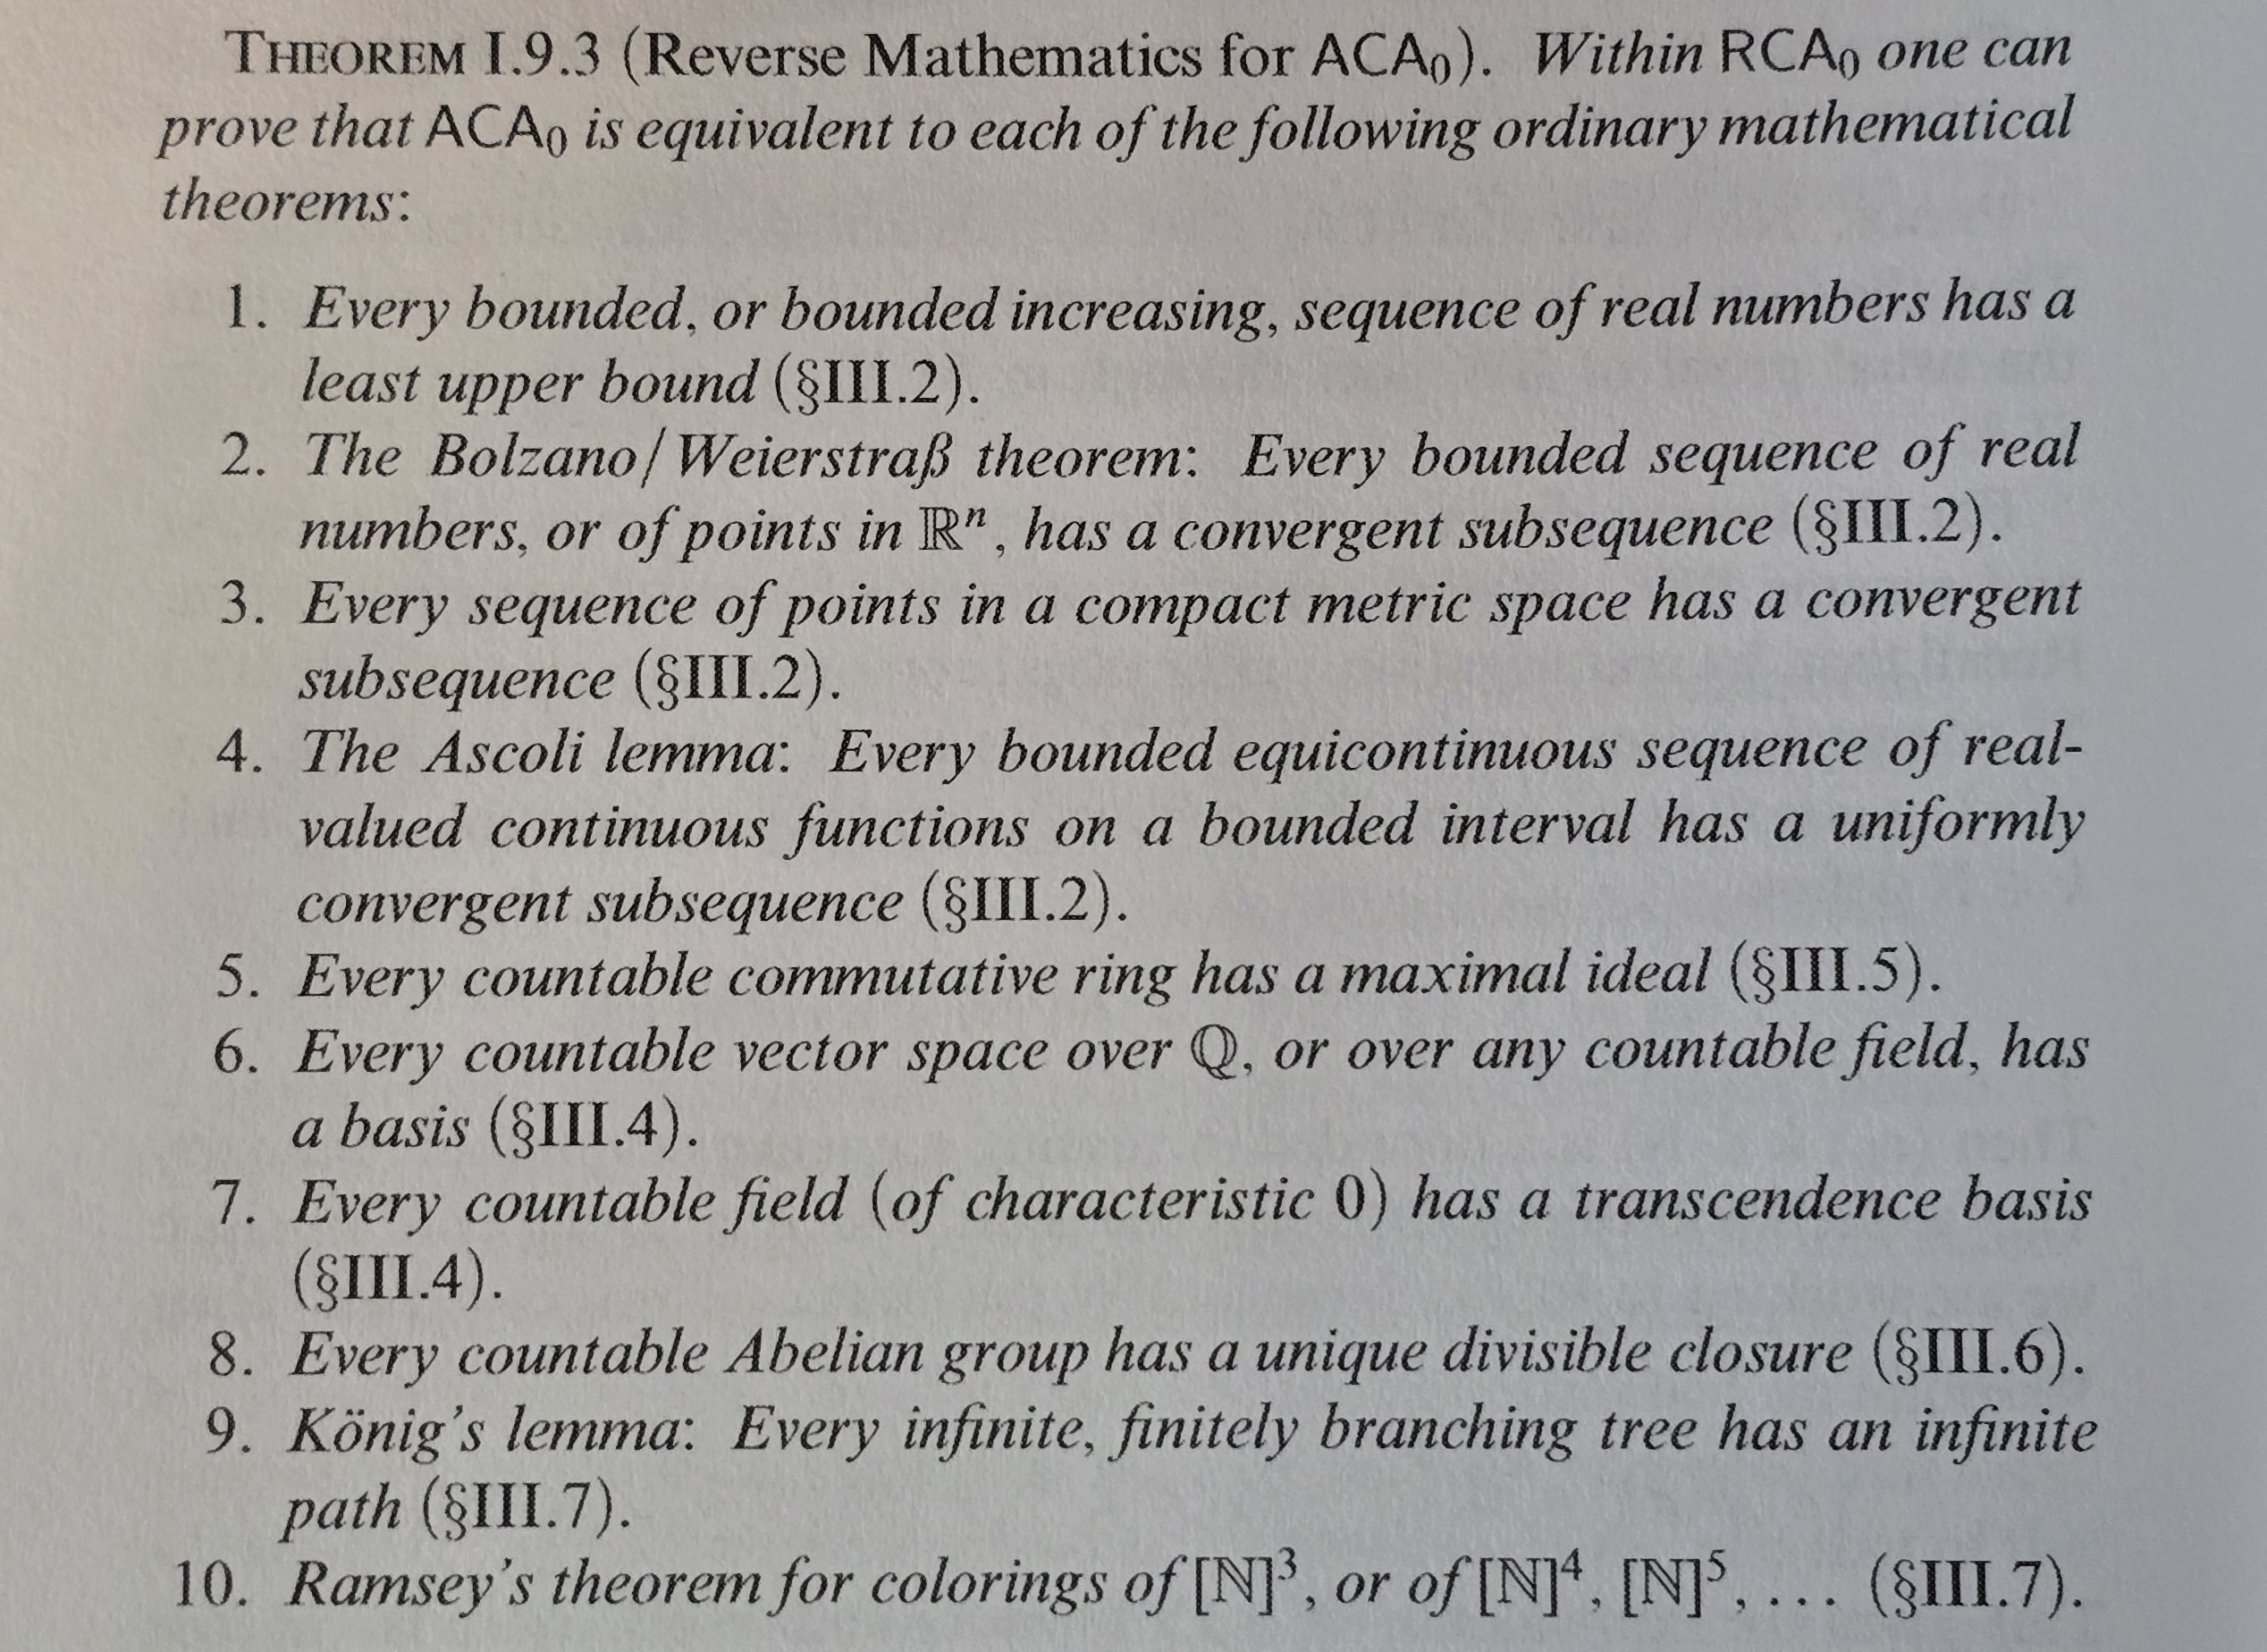 THEOREM I.9.3 (Reverse Mathematics for ACA₀). Within RCA₀ one can
prove that ACA₀ is equivalent to each of the following ordinary mathematical
theorems:
1. Every bounded, or bounded increasing, sequence of real numbers has a
least upper bound (§III.2).
2. The Bolzano/Weierstraß theorem: Every bounded sequence of real
numbers, or of points in ℝⁿ, has a convergent subsequence (§III.2).
3. Every sequence of points in a compact metric space has a convergent
subsequence (§III.2).
4. The Ascoli lemma: Every bounded equicontinuous sequence of real-
valued continuous functions on a bounded interval has a uniformly
convergent subsequence (§III.2).
5. Every countable commutative ring has a maximal ideal (§III.5).
6. Every countable vector space over ℚ, or over any countable field, has
a basis (§III.4).
7. Every countable field (of characteristic 0) has a transcendence basis
(§III.4).
8. Every countable Abelian group has a unique divisible closure (§III.6).
9. König's lemma: Every infinite, finitely branching tree has an infinite
path (§III.7).
10. Ramsey's theorem for colorings of [ℕ]³, or of [ℕ]⁴, [ℕ]⁵, ... (§III.7).